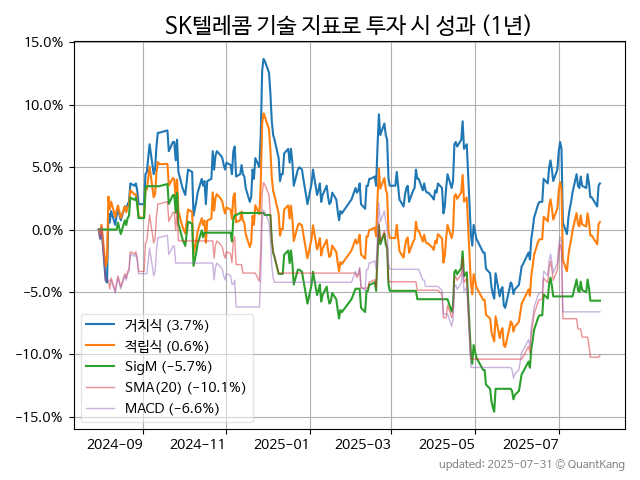 SK텔레콤 기술 지표로 투자 시 성과 (1년)
15.0%
10.0%
5.0%
0.0%
−5.0%
−10.0%
−15.0%
거치식 (3.7%)
적립식 (0.6%)
SigM (−5.7%)
SMA(20) (−10.1%)
MACD (−6.6%)
2024-09 2024-11 2025-01 2025-03 2025-05 2025-07
updated: 2025-07-31 © QuantKang